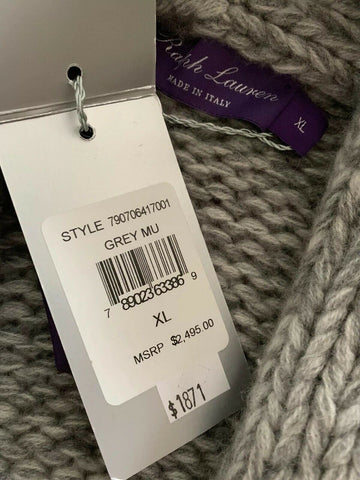 Ralph Lauren
MADE IN ITALY
XL
STYLE 790706417001
GREY MU
7 89023 63386 9
XL
MSRP $2,495.00
$1871